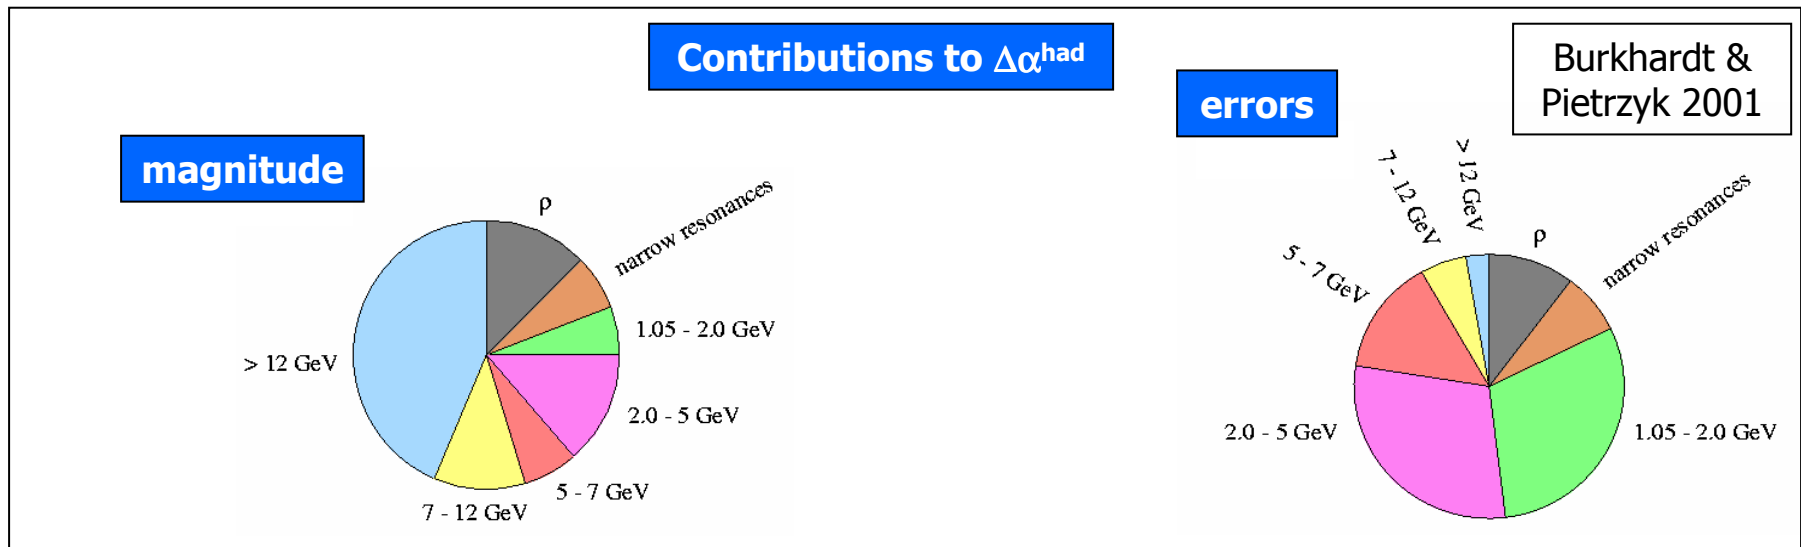 Contributions to Δα^had
Burkhardt &
Pietrzyk 2001
errors
magnitude
ρ
narrow resonances
1.05 - 2.0 GeV
2.0 - 5 GeV
5 - 7 GeV
7 - 12 GeV
> 12 GeV
ρ
narrow resonances
1.05 - 2.0 GeV
2.0 - 5 GeV
5 - 7 GeV
7 - 12 GeV
> 12 GeV